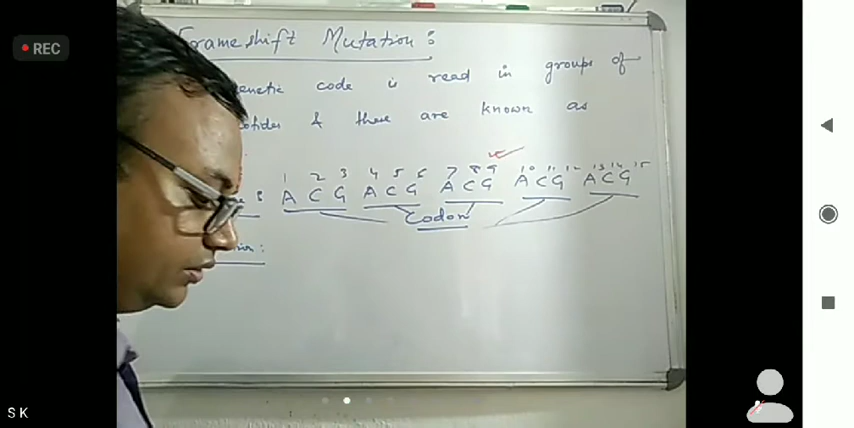 REC
Frameshift Mutation :
genetic code is read in groups of
& these are known as
1 2 3 4 5 6 7 8 9 10 11 12 13 14 15
A C G A C G A C G A C G A C G
Codon
S K